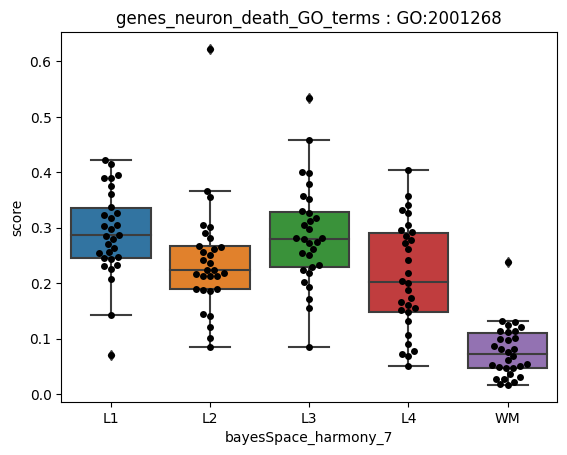 genes_neuron_death_GO_terms : GO:2001268
score
0.6
0.5
0.4
0.3
0.2
0.1
0.0
L1 L2 L3 L4 WM
bayesSpace_harmony_7